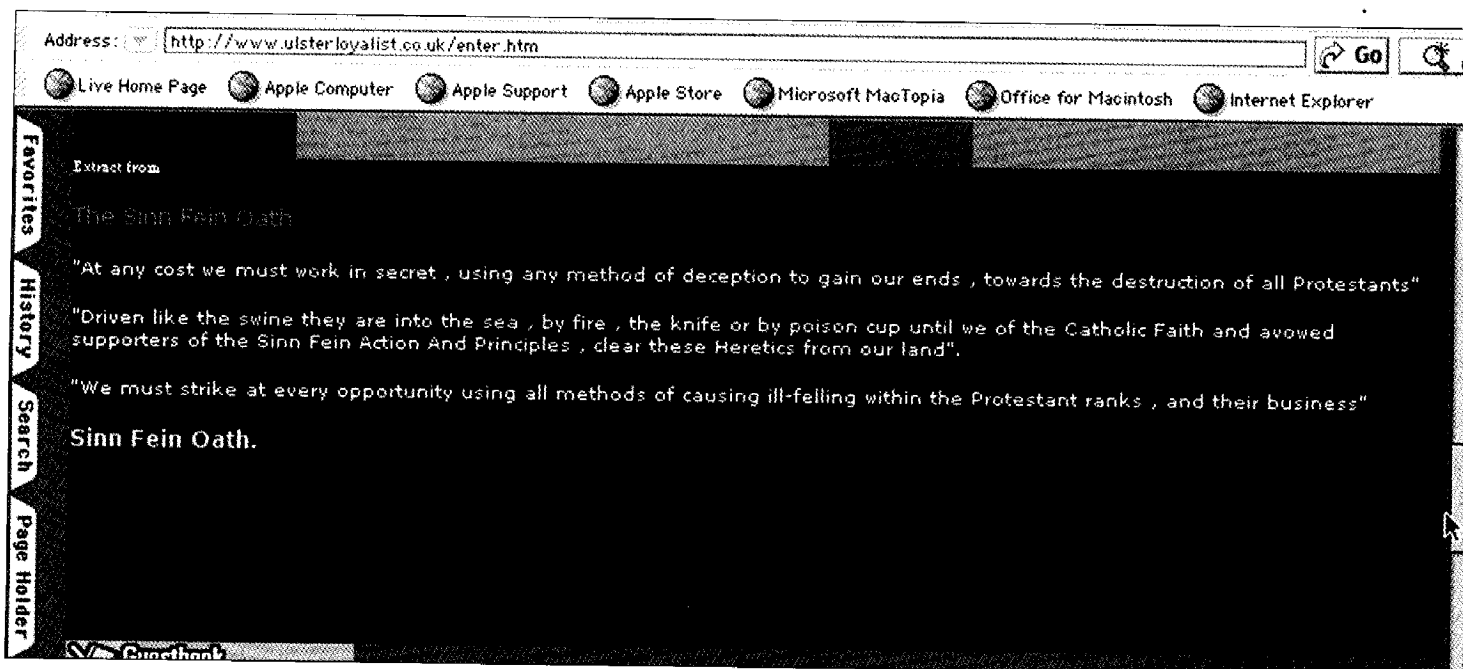 Address: http://www.ulsterloyalist.co.uk/enter.htm Go
Live Home Page Apple Computer Apple Support Apple Store Microsoft MacTopia Office for Macintosh Internet Explorer
Favorites
History
Search
Page Holder
Extract from
The Sinn Fein Oath
"At any cost we must work in secret , using any method of deception to gain our ends , towards the destruction of all Protestants"
"Driven like the swine they are into the sea , by fire , the knife or by poison cup until we of the Catholic Faith and avowed
supporters of the Sinn Fein Action And Principles , clear these Heretics from our land".
"We must strike at every opportunity using all methods of causing ill-felling within the Protestant ranks , and their business"
Sinn Fein Oath.
Guestbook